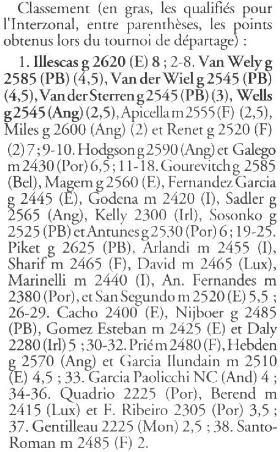 Classement (en gras, les qualifiés pour
l'Interzonal, entre parenthèses, les points
obtenus lors du tournoi de départage) :
1. Illescas g 2620 (E) 8 ; 2-8. Van Wely g
2585 (PB) (4,5), Van der Wiel g 2545 (PB)
(4,5), Van der Sterren g 2545 (PB) (3), Wells
g 2545 (Ang) (2,5), Apicella m 2555 (F) (2,5),
Miles g 2600 (Ang) (2) et Renet g 2520 (F)
(2) 7 ; 9-10. Hodgson g 2590 (Ang) et Galego
m 2430 (Por) 6,5 ; 11-18. Gourevitch g 2585
(Bel), Magem g 2560 (E), Fernandez Garcia
g 2445 (E), Godena m 2420 (I), Sadler g
2565 (Ang), Kelly 2300 (Irl), Sosonko g
2525 (PB) et Antunes g 2530 (Por) 6 ; 19-25.
Piket g 2625 (PB), Arlandi m 2455 (I),
Sharif m 2465 (F), David m 2465 (Lux),
Marinelli m 2440 (I), An. Fernandes m
2380 (Por), et San Segundo m 2520 (E) 5,5 ;
26-29. Cacho 2400 (E), Nijboer g 2485
(PB), Gomez Esteban m 2425 (E) et Daly
2280 (Irl) 5 ; 30-32. Prié m 2480 (F), Hebden
g 2570 (Ang) et Garcia Ilundain m 2510
(E) 4,5 ; 33. Garcia Paolicchi NC (And) 4 ;
34-36. Quadrio 2225 (Por), Berend m
2415 (Lux) et F. Ribeiro 2305 (Por) 3,5 ;
37. Gentilleau 2225 (Mon) 2,5 ; 38. Santo-
Roman m 2485 (F) 2.